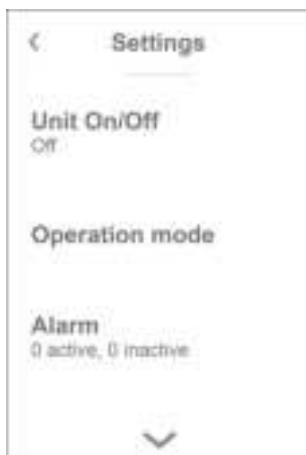 Settings
Unit On/Off
Off
Operation mode
Alarm
0 active, 0 inactive